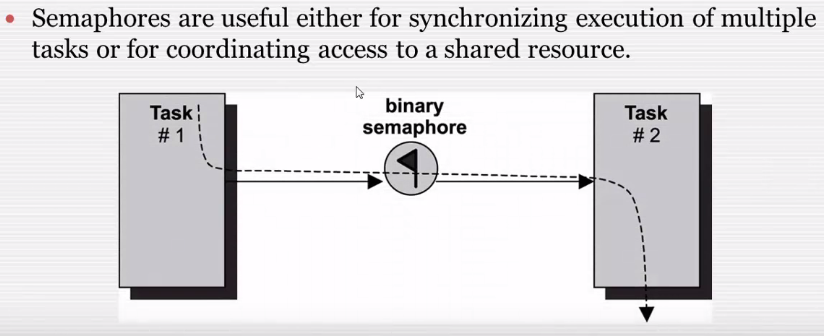 • Semaphores are useful either for synchronizing execution of multiple
tasks or for coordinating access to a shared resource.
Task
# 1
binary
semaphore
Task
# 2